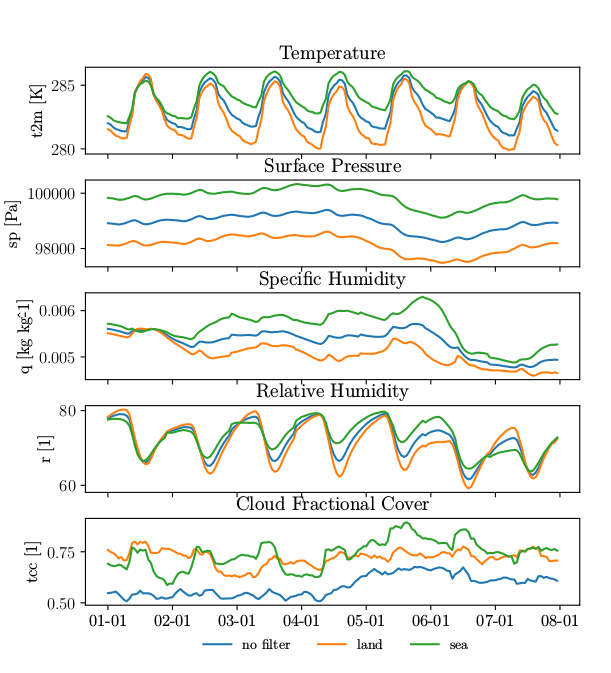 Temperature
t2m [K]
285
280
Surface Pressure
sp [Pa]
100000
98000
Specific Humidity
q [kg kg^-1]
0.006
0.005
Relative Humidity
r [1]
80
60
Cloud Fractional Cover
tcc [1]
0.75
0.50
01-01 02-01 03-01 04-01 05-01 06-01 07-01 08-01
no filter land sea